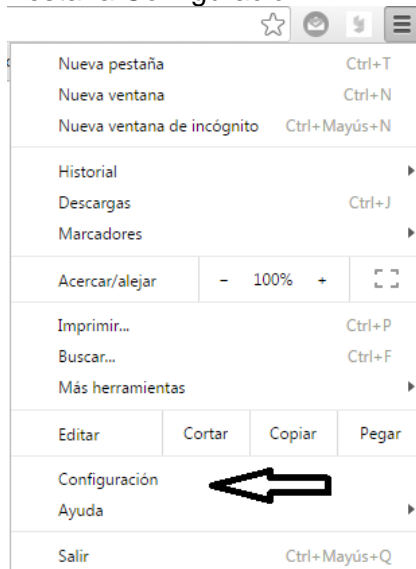 Nueva pestaña Ctrl+T
Nueva ventana Ctrl+N
Nueva ventana de incógnito Ctrl+Mayús+N
Historial
Descargas Ctrl+J
Marcadores
Acercar/alejar - 100% +
Imprimir... Ctrl+P
Buscar... Ctrl+F
Más herramientas
Editar Cortar Copiar Pegar
Configuración
Ayuda
Salir Ctrl+Mayús+Q